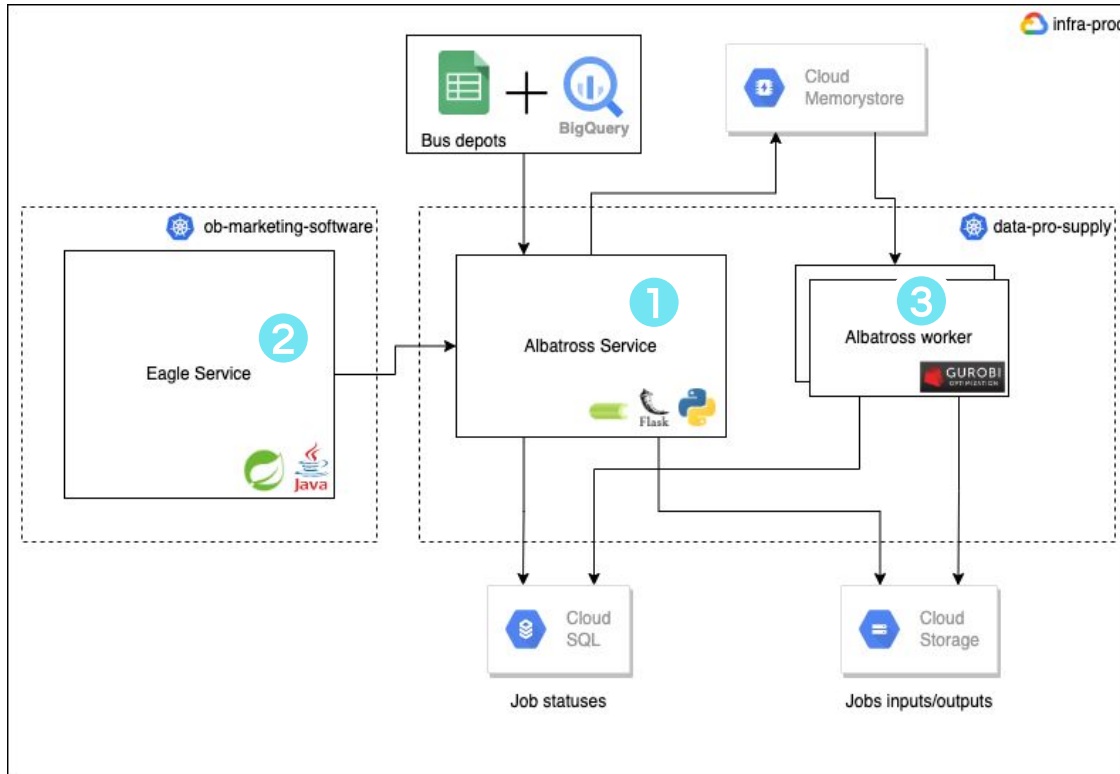 infra-prod
Cloud
Memorystore
BigQuery
Bus depots
ob-marketing-software
data-pro-supply
1
2
3
Albatross Service
Albatross worker
Eagle Service
GUROBI
OPTIMIZATION
Flask
Java
Cloud
SQL
Cloud
Storage
Job statuses
Jobs inputs/outputs